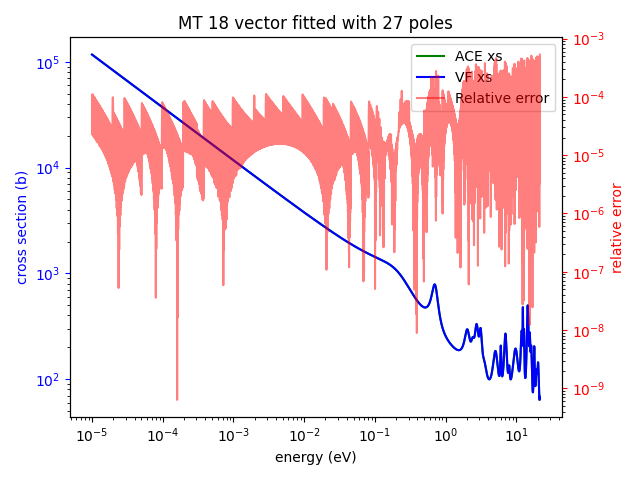 MT 18 vector fitted with 27 poles
ACE xs
VF xs
Relative error
cross section (b)
10^5
10^4
10^3
10^2
10^-3
10^-4
10^-5
10^-6
10^-7
10^-8
10^-9
relative error
10^-5 10^-4 10^-3 10^-2 10^-1 10^0 10^1
energy (eV)